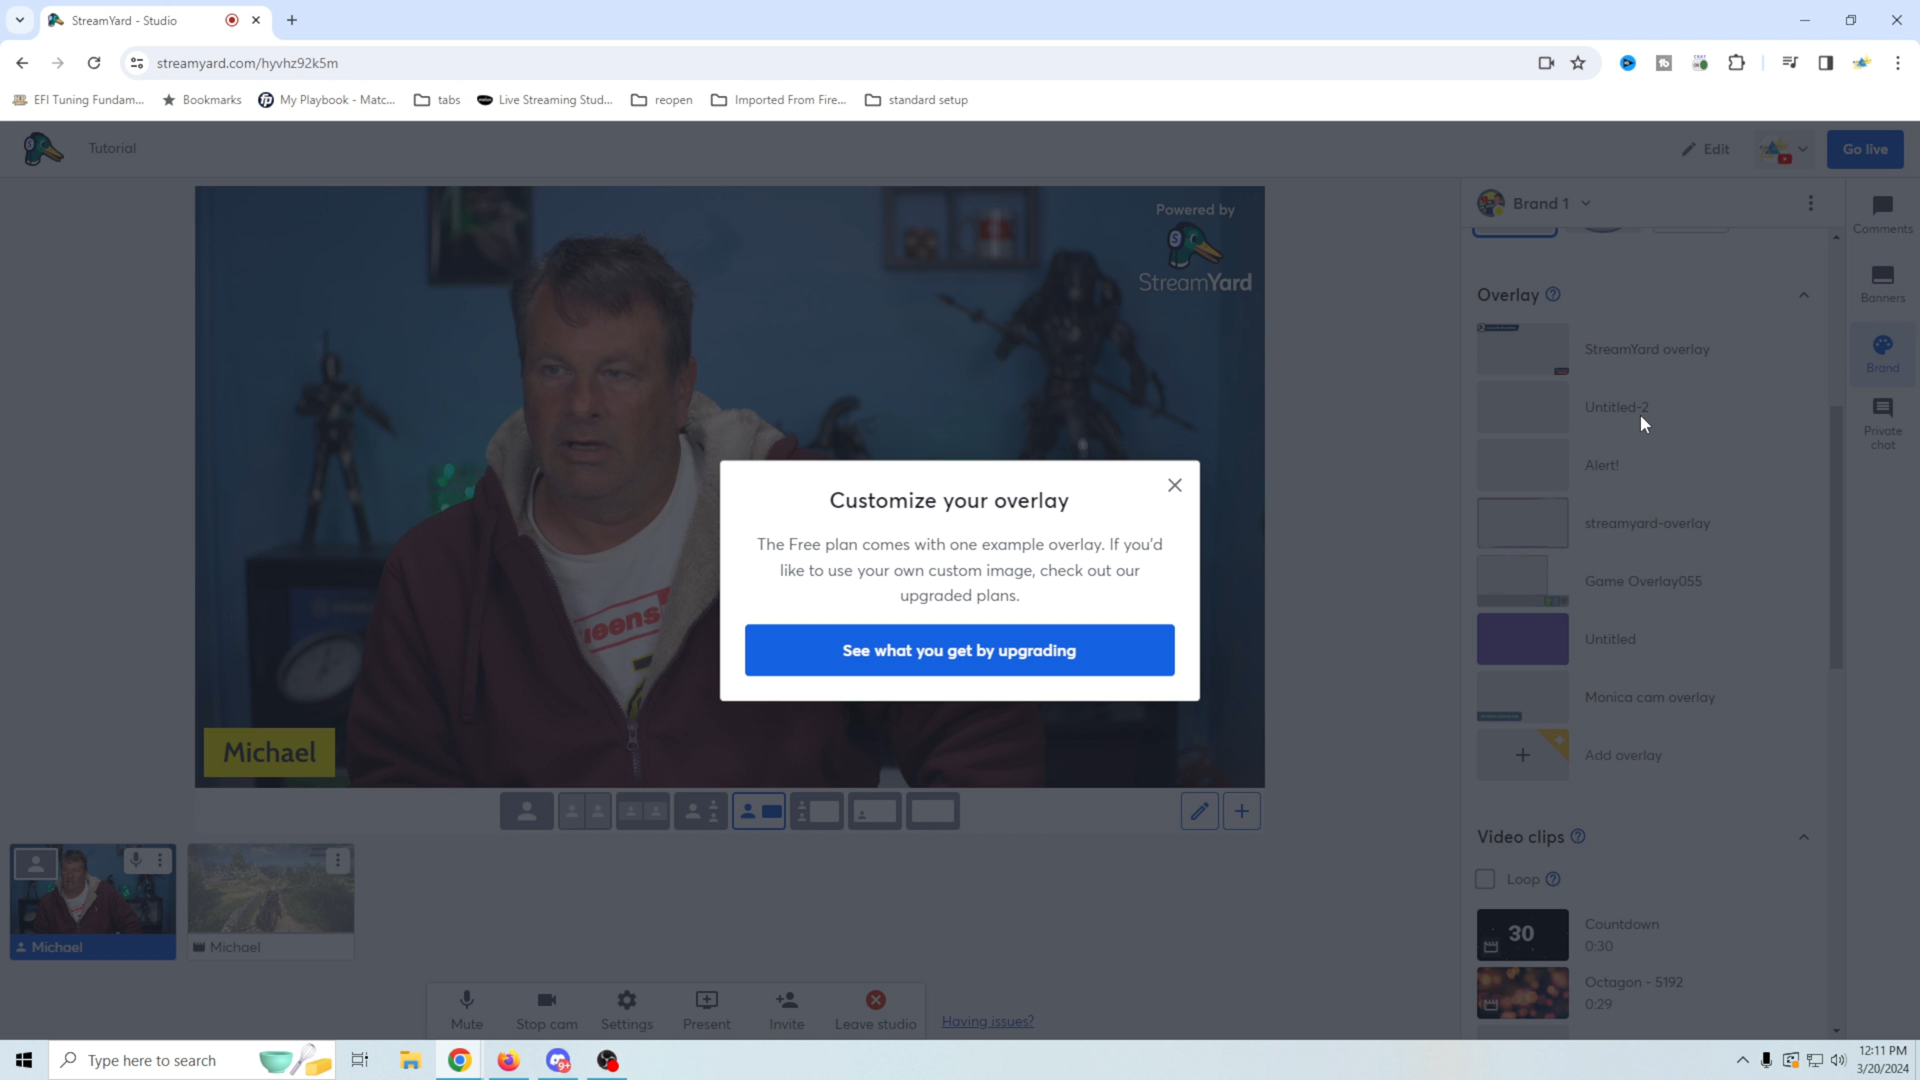 StreamYard - Studio
streamyard.com/hyvhz92k5m
EFI Tuning Fundam...
Bookmarks
My Playbook - Matc...
tabs
Live Streaming Stud...
reopen
Imported From Fire...
standard setup
Tutorial
Edit
Go live
Powered by
StreamYard
Michael
Brand 1
Comments
Banners
Brand
Private
chat
Overlay
StreamYard overlay
Untitled-2
Alert!
streamyard-overlay
Game Overlay055
Untitled
Monica cam overlay
Add overlay
Customize your overlay
The Free plan comes with one example overlay. If you'd
like to use your own custom image, check out our
upgraded plans.
See what you get by upgrading
Video clips
Loop
30
Countdown
0:30
Octagon - 5192
0:29
Michael
Michael
Mute
Stop cam
Settings
Present
Invite
Leave studio
Having issues?
Type here to search
9+
12:11 PM
3/20/2024